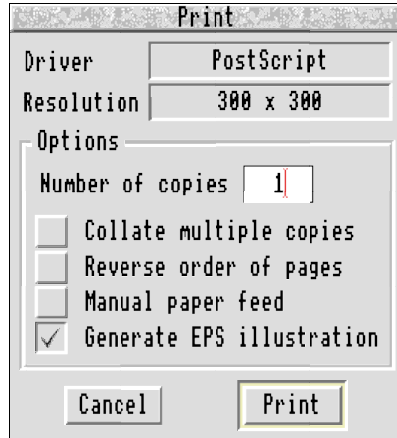 Print
Driver PostScript
Resolution 300 x 300
Options
Number of copies 1
Collate multiple copies
Reverse order of pages
Manual paper feed
Generate EPS illustration
Cancel Print